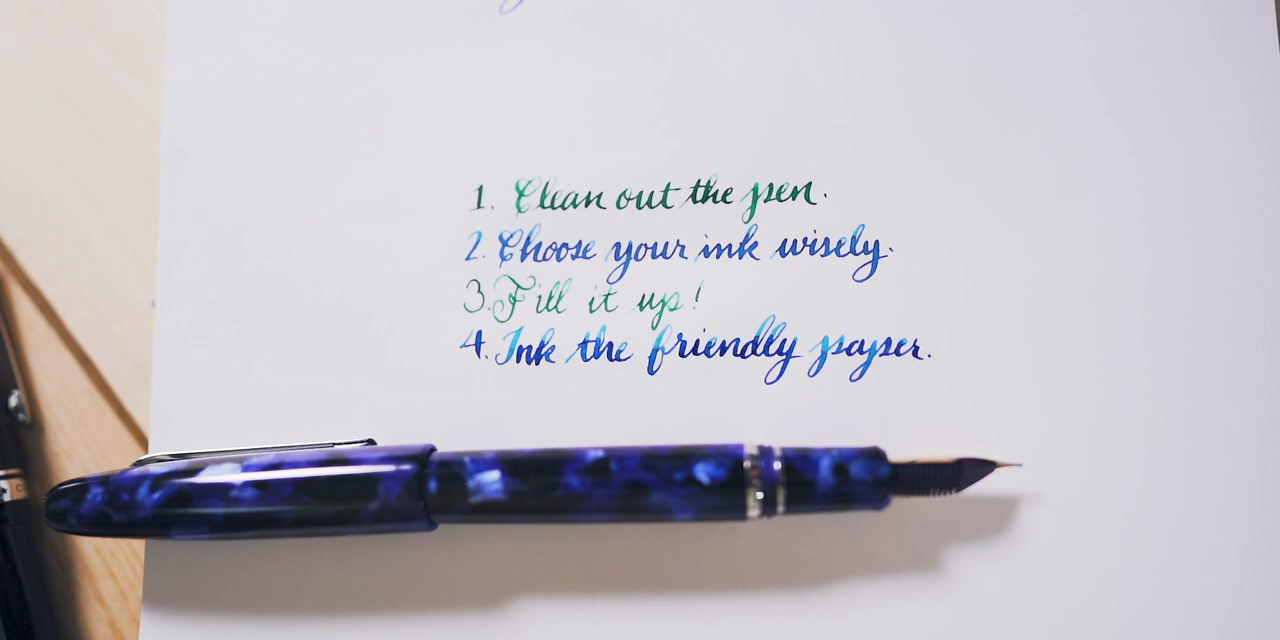 1. Clean out the pen.
2. Choose your ink wisely.
3. Fill it up!
4. Ink the friendly paper.